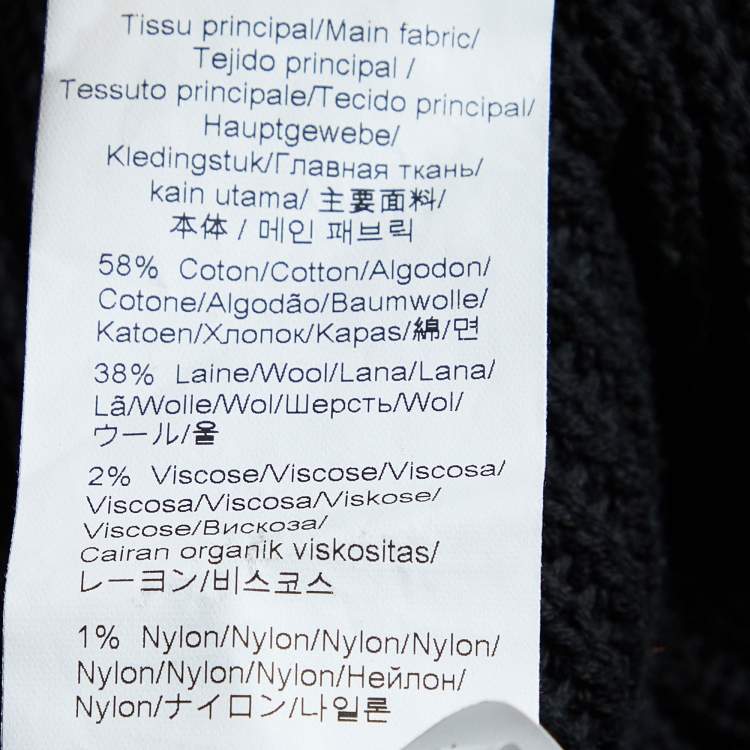 Tissu principal/Main fabric/
Tejido principal /
Tessuto principale/Tecido principal/
Hauptgewebe/
Kledingstuk/Главная ткань/
kain utama/ 主要面料/
本体 / 메인 패브릭
58% Coton/Cotton/Algodon/
Cotone/Algodão/Baumwolle/
Katoen/Хлопок/Kapas/綿/면
38% Laine/Wool/Lana/Lana/
Lã/Wolle/Wol/Шерсть/Wol/
ウール/울
2% Viscose/Viscose/Viscosa/
Viscosa/Viscosa/Viskose/
Viscose/Вискоза/
Cairan organik viskositas/
レーヨン/비스코스
1% Nylon/Nylon/Nylon/Nylon/
Nylon/Nylon/Nylon/Нейлон/
Nylon/ナイロン/나일론